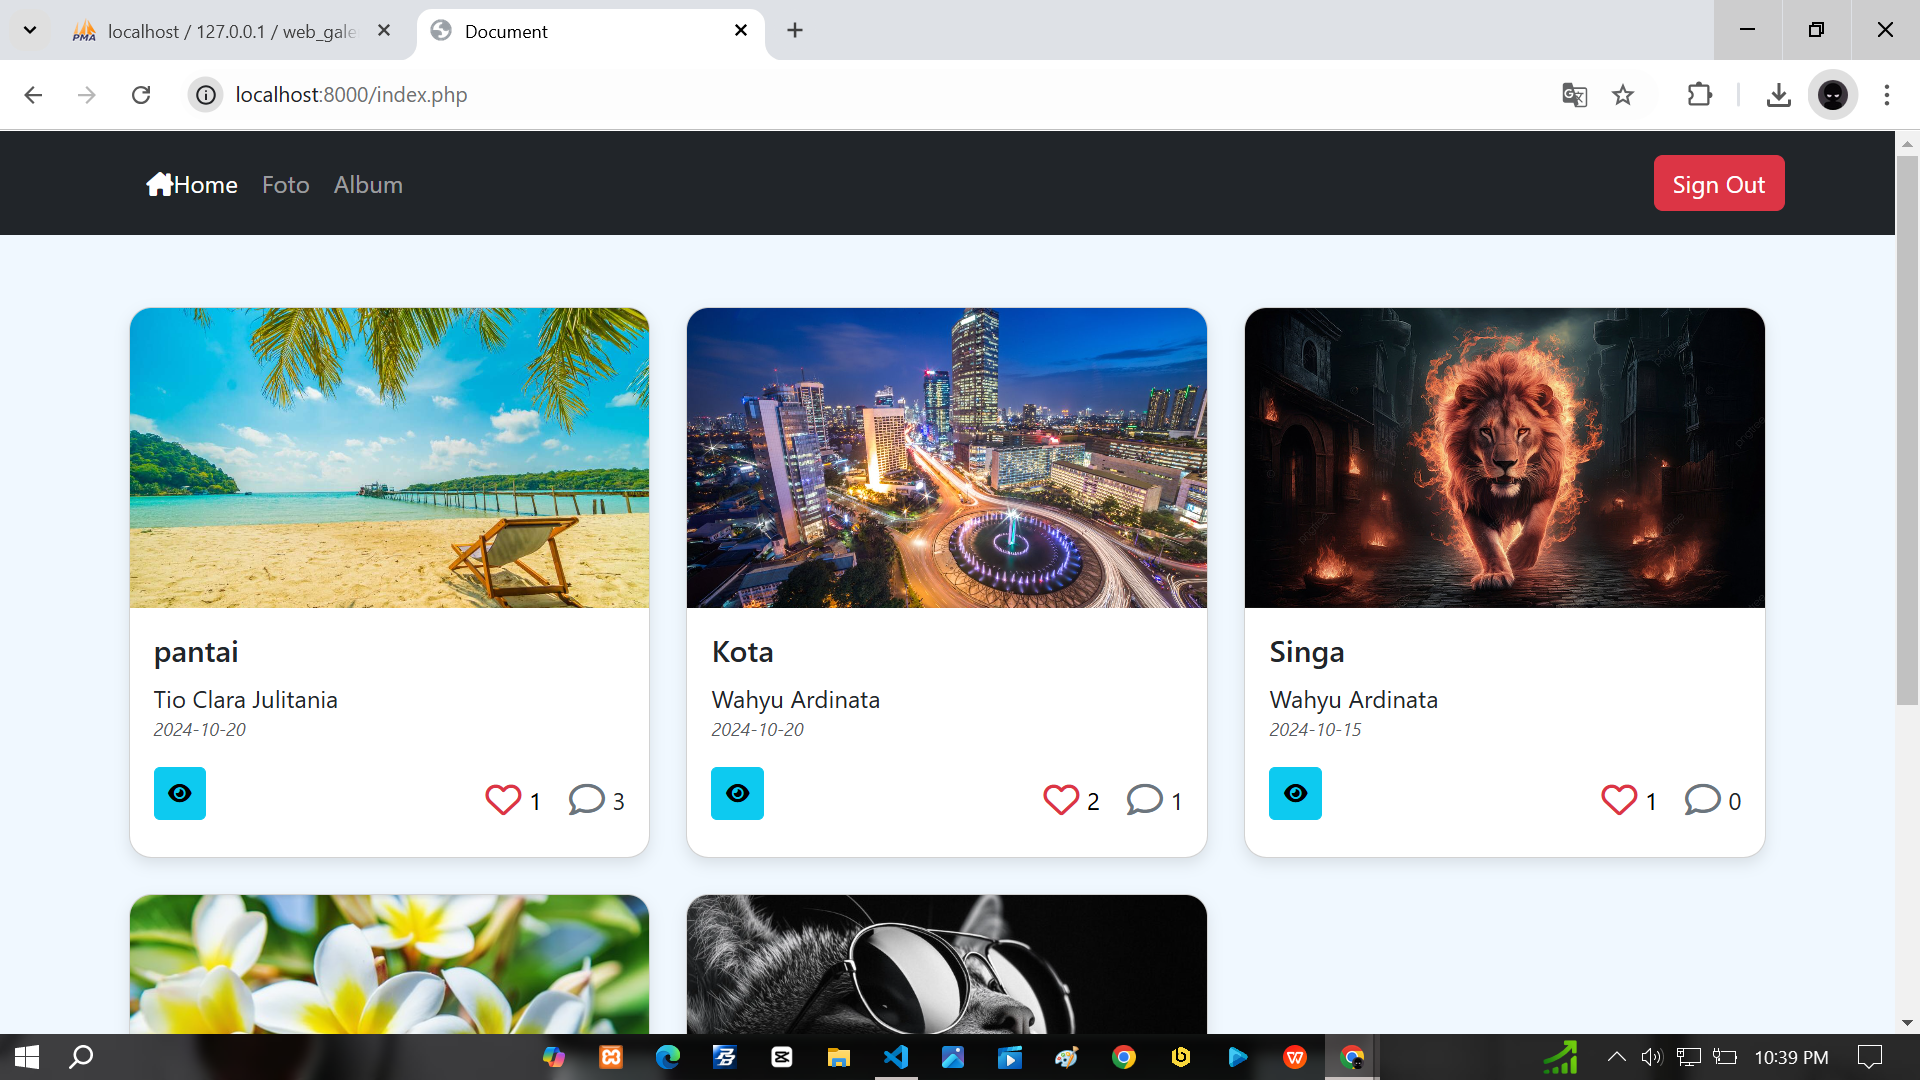 localhost / 127.0.0.1 / web_gale
Document
localhost:8000/index.php
Home Foto Album Sign Out
pantai
Tio Clara Julitania
2024-10-20
1 3
Kota
Wahyu Ardinata
2024-10-20
2 1
Singa
Wahyu Ardinata
2024-10-15
1 0
10:39 PM